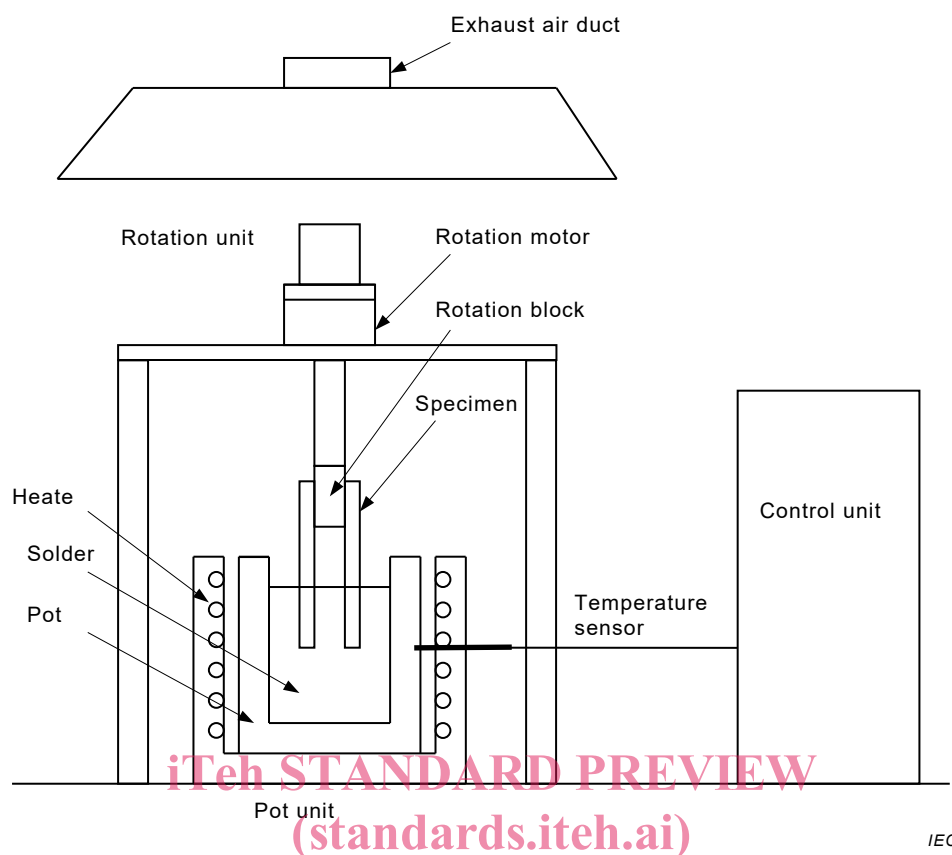 Exhaust air duct
Rotation unit
Rotation motor
Rotation block
Specimen
Heate
Control unit
Solder
Temperature
sensor
Pot
iTeh STANDARD PREVIEW
Pot unit
(standards.iteh.ai)
IEC